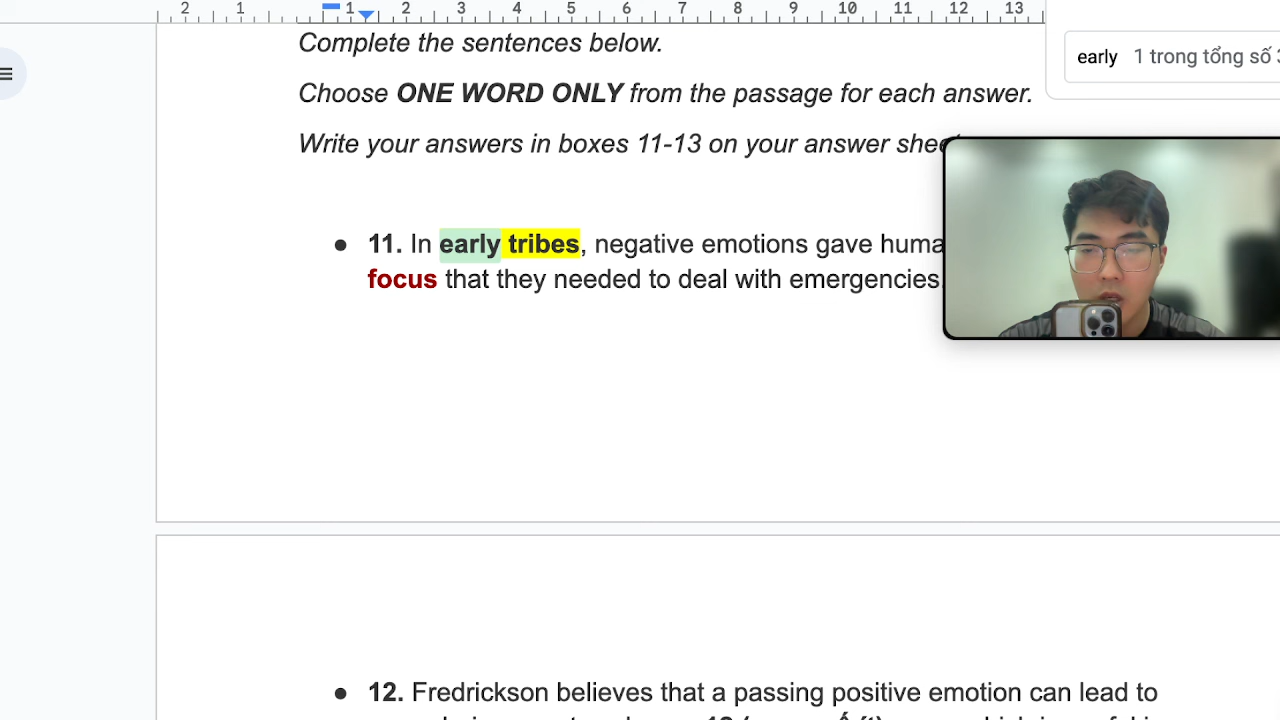 2 1 1 2 3 4 5 6 7 8 9 10 11 12 13
early 1 trong tổng số
Complete the sentences below.
Choose ONE WORD ONLY from the passage for each answer.
Write your answers in boxes 11-13 on your answer
● 11. In early tribes, negative emotions gave
focus that they needed to deal with emergencies.
● 12. Fredrickson believes that a passing positive emotion can lead to